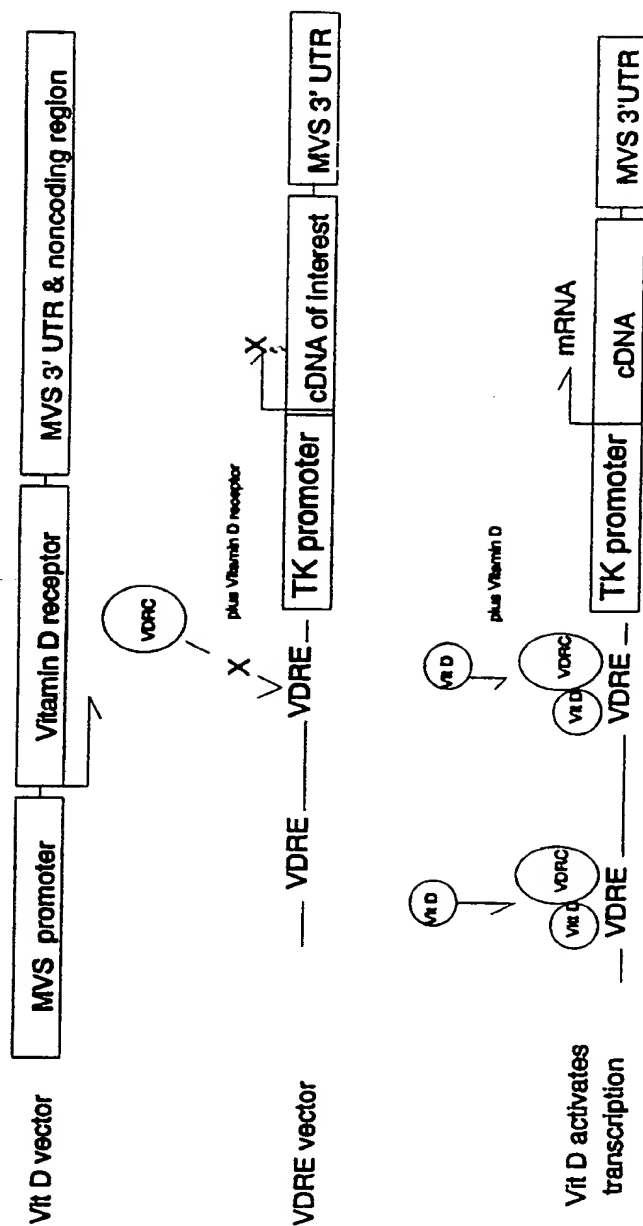 Vit D vector
MVS promoter
Vitamin D receptor
MVS 3' UTR & noncoding region
VDRC
X
plus Vitamin D receptor
X
VDRE vector
VDRE
VDRE
TK promoter
cDNA of interest
MVS 3' UTR
Vit D
Vit D
plus Vitamin D
mRNA
Vit D
VDRC
Vit D
VDRC
Vit D activates
transcription
VDRE
VDRE
TK promoter
cDNA
MVS 3'UTR